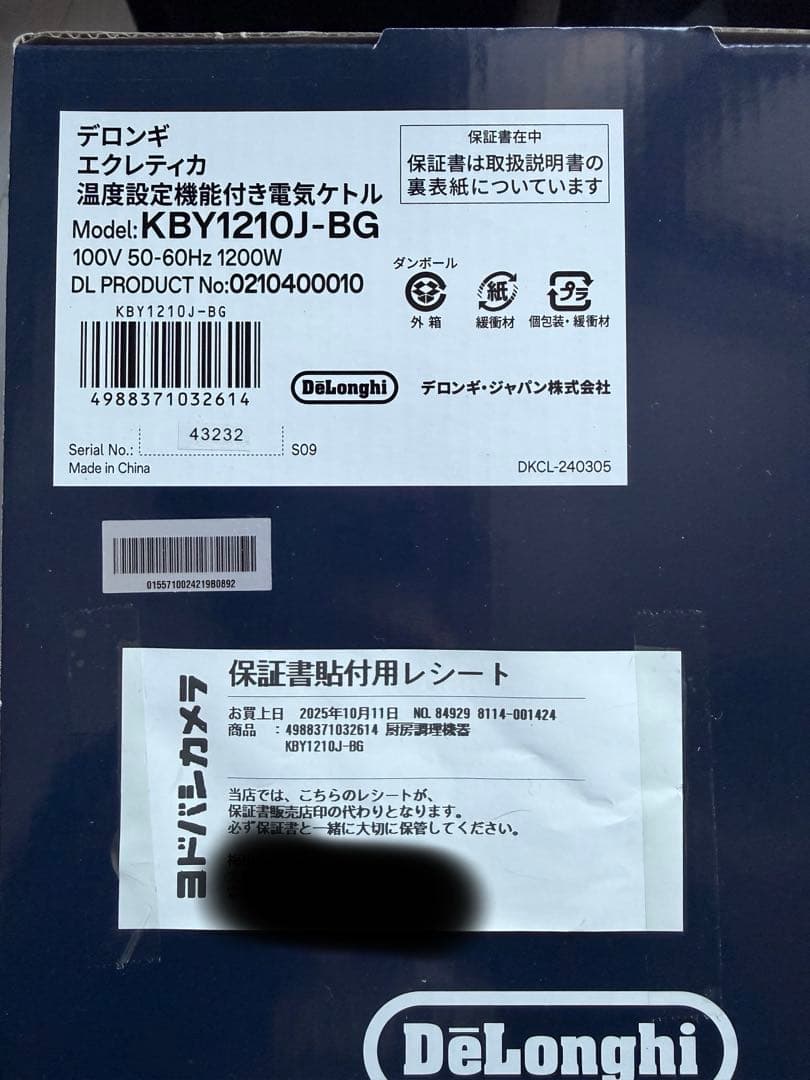 デロンギ
エクレティカ
温度設定機能付き電気ケトル
Model:KBY1210J-BG
100V 50-60Hz 1200W
DL PRODUCT No:0210400010
保証書在中
保証書は取扱説明書の
裏表紙についています
KBY1210J-BG
4988371032614
ダンボール
外箱
紙
緩衝材
プラ
個包装・緩衝材
DeLonghi
デロンギ・ジャパン株式会社
Serial No.: 43232 S09
Made in China
DKCL-240305
0155710024219B0892
ヨドバシカメラ
保証書貼付用レシート
お買上日 2025年10月11日 NO. 84929 8114-001424
商品 :4988371032614 厨房調理機器
KBY1210J-BG
当店では、こちらのレシートが、
保証書販売店印の代わりとなります。
必ず保証書と一緒に大切に保管してください。
DēLonghi